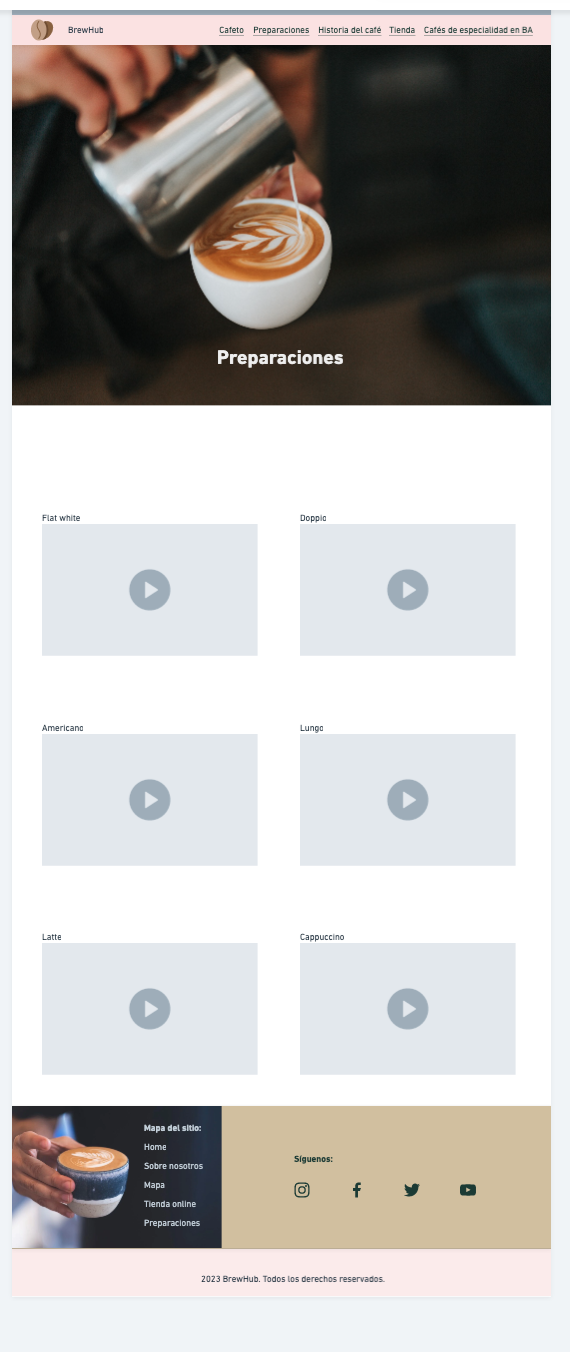 BrewHub
Cafeto Preparaciones Historia del café Tienda Cafés de especialidad en BA
Preparaciones
Flat white
Doppio
Americano
Lungo
Latte
Cappuccino
Mapa del sitio:
Home
Sobre nosotros
Mapa
Tienda online
Preparaciones
Síguenos:
2023 BrewHub. Todos los derechos reservados.